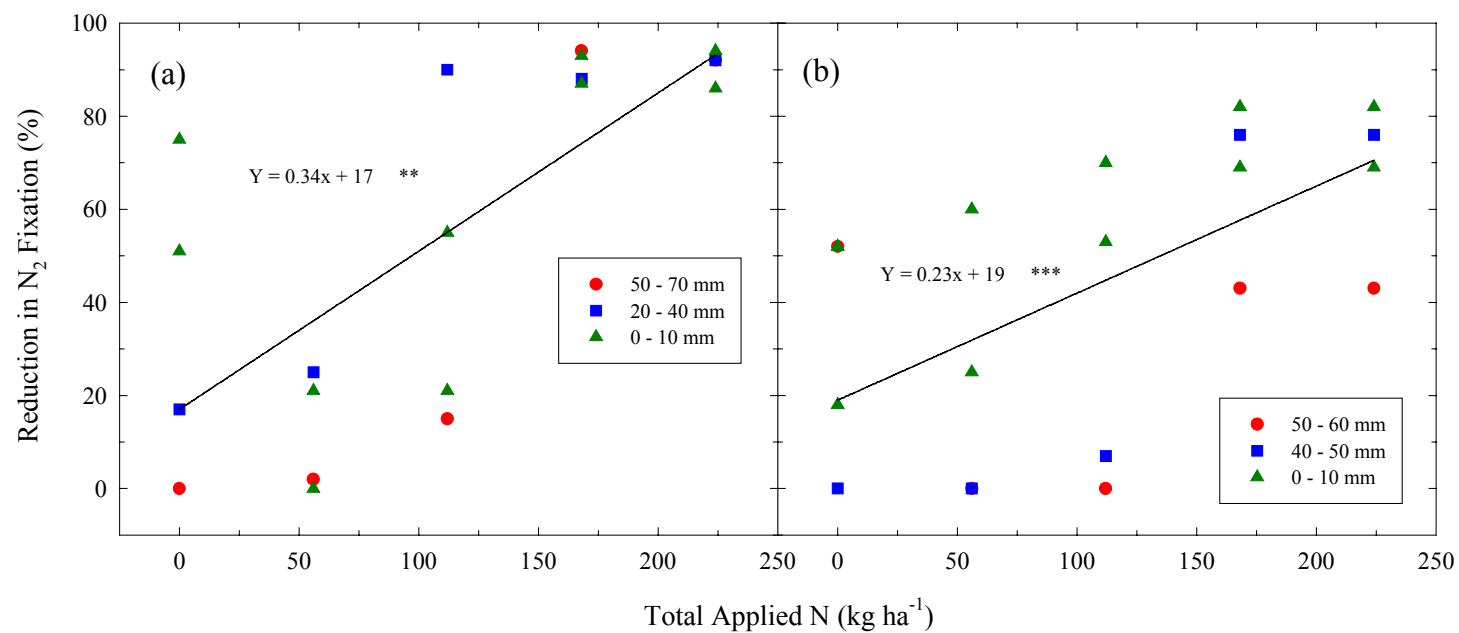 Reduction in N₂ Fixation (%)
100
80
60
40
20
0
(a)
Y = 0.34x + 17 **
50 - 70 mm
20 - 40 mm
0 - 10 mm
0 50 100 150 200 250
(b)
Y = 0.23x + 19 ***
50 - 60 mm
40 - 50 mm
0 - 10 mm
0 50 100 150 200 250
Total Applied N (kg ha⁻¹)